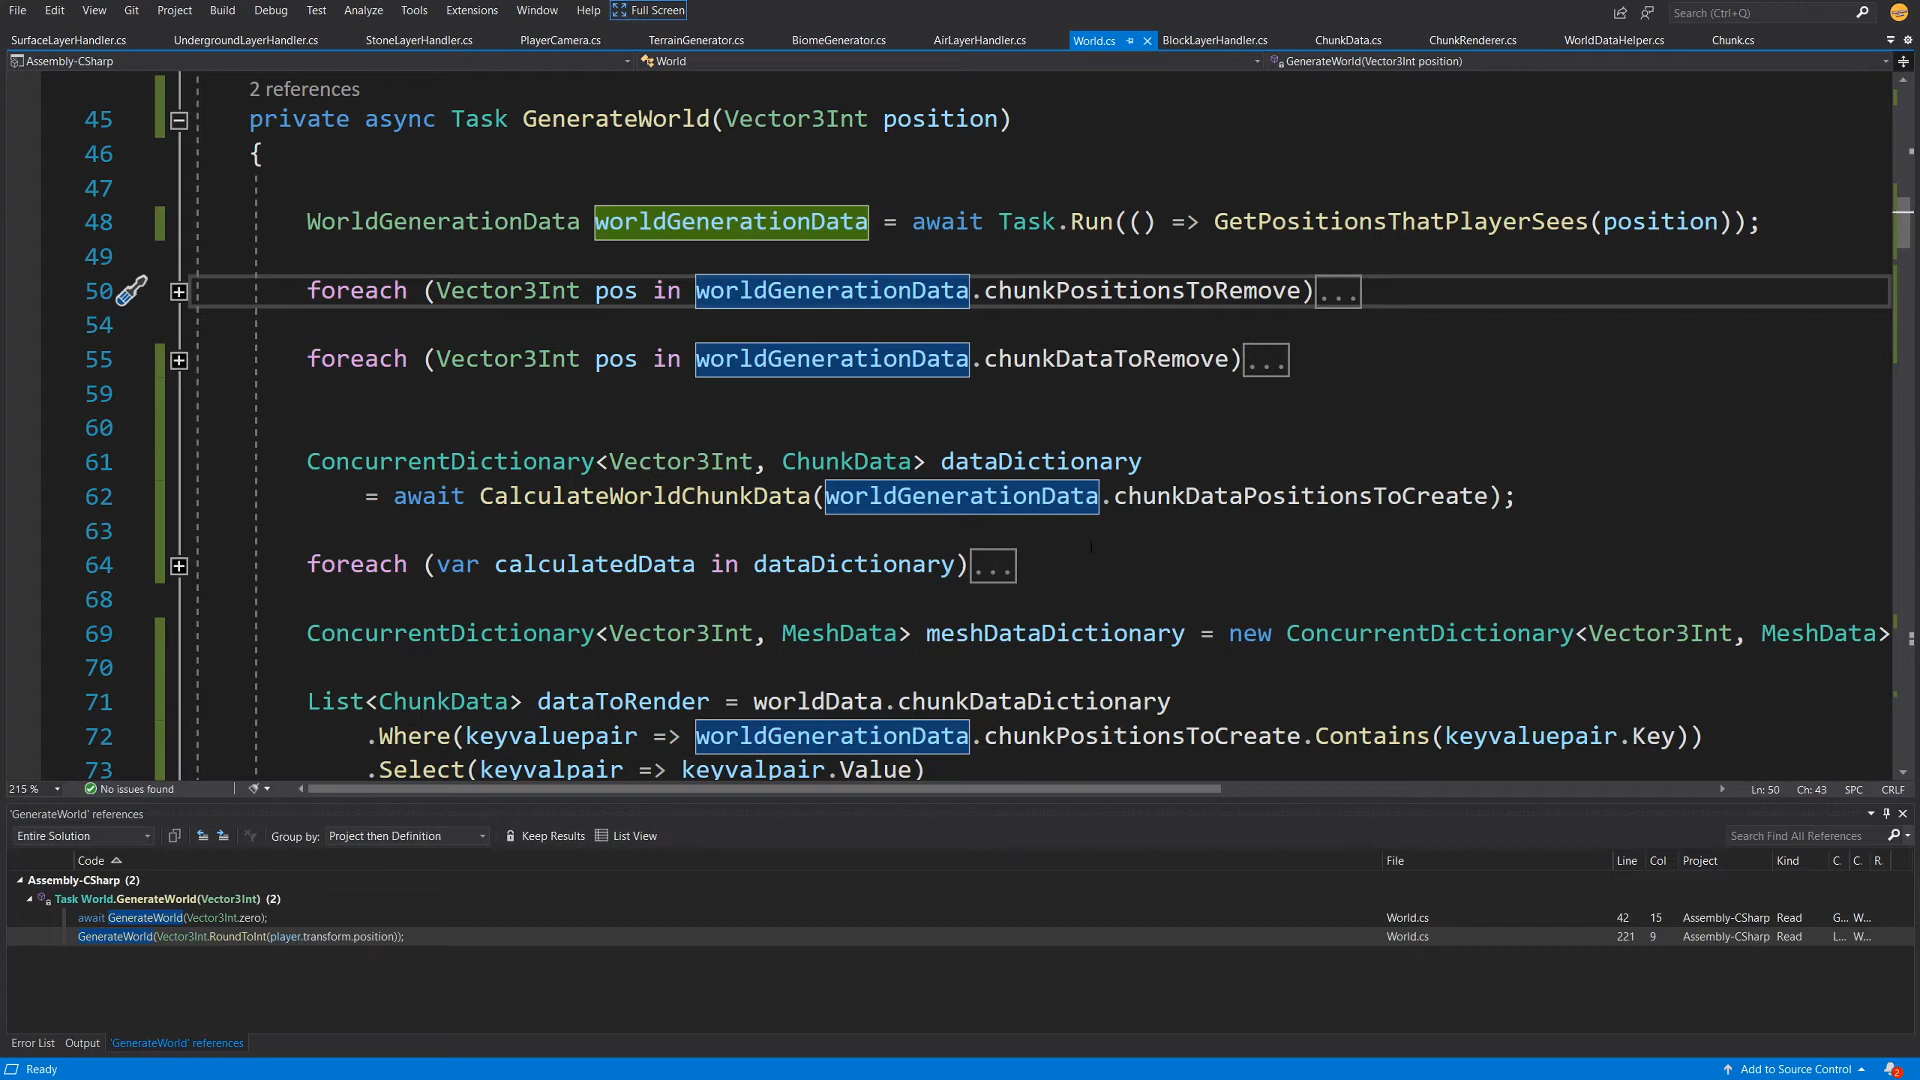 File Edit View Git Project Build Debug Test Analyze Tools Extensions Window Help Full Screen Search (Ctrl+Q)
SurfaceLayerHandler.cs UndergroundLayerHandler.cs StoneLayerHandler.cs PlayerCamera.cs TerrainGenerator.cs BiomeGenerator.cs AirLayerHandler.cs World.cs BlockLayerHandler.cs ChunkData.cs ChunkRenderer.cs WorldDataHelper.cs Chunk.cs
Assembly-CSharp World GenerateWorld(Vector3Int position)
2 references
45 private async Task GenerateWorld(Vector3Int position)
46 {
47
48 WorldGenerationData worldGenerationData = await Task.Run(() => GetPositionsThatPlayerSees(position));
49
50 foreach (Vector3Int pos in worldGenerationData.chunkPositionsToRemove)...
54
55 foreach (Vector3Int pos in worldGenerationData.chunkDataToRemove)...
59
60
61 ConcurrentDictionary<Vector3Int, ChunkData> dataDictionary
62 = await CalculateWorldChunkData(worldGenerationData.chunkDataPositionsToCreate);
63
64 foreach (var calculatedData in dataDictionary)...
68
69 ConcurrentDictionary<Vector3Int, MeshData> meshDataDictionary = new ConcurrentDictionary<Vector3Int, MeshData>
70
71 List<ChunkData> dataToRender = worldData.chunkDataDictionary
72 .Where(keyvaluepair => worldGenerationData.chunkPositionsToCreate.Contains(keyvaluepair.Key))
73 .Select(keyvalpair => keyvalpair.Value)
215 % No issues found Ln: 50 Ch: 43 SPC CRLF
'GenerateWorld' references
Entire Solution Group by: Project then Definition Keep Results List View Search Find All References
Code File Line Col Project Kind C. C. R.
Assembly-CSharp (2)
Task World.GenerateWorld(Vector3Int) (2)
await GenerateWorld(Vector3Int.zero); World.cs 42 15 Assembly-CSharp Read G... W...
GenerateWorld(Vector3Int.RoundToInt(player.transform.position)); World.cs 221 9 Assembly-CSharp Read L... W...
Error List Output 'GenerateWorld' references
Ready Add to Source Control 2